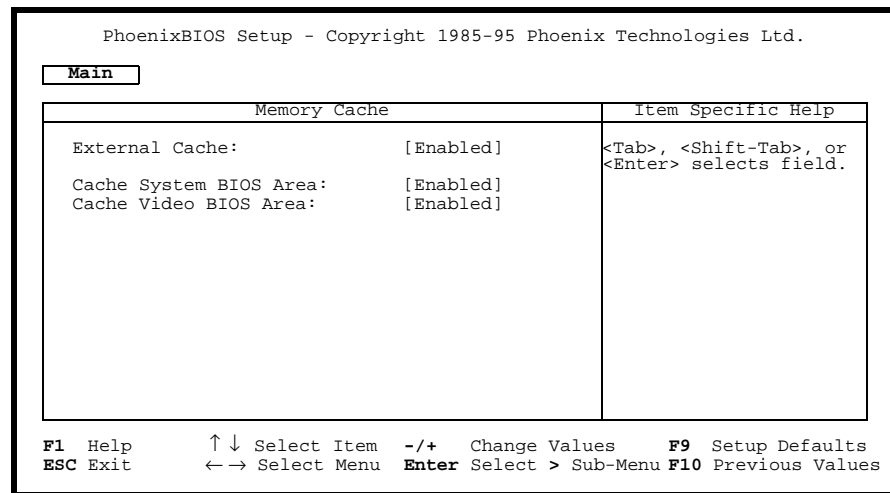 PhoenixBIOS Setup - Copyright 1985-95 Phoenix Technologies Ltd.
Main
Memory Cache
Item Specific Help
External Cache: [Enabled]
Cache System BIOS Area: [Enabled]
Cache Video BIOS Area: [Enabled]
<Tab>, <Shift-Tab>, or
<Enter> selects field.
F1 Help ↑↓ Select Item -/+ Change Values F9 Setup Defaults
ESC Exit ←→ Select Menu Enter Select > Sub-Menu F10 Previous Values